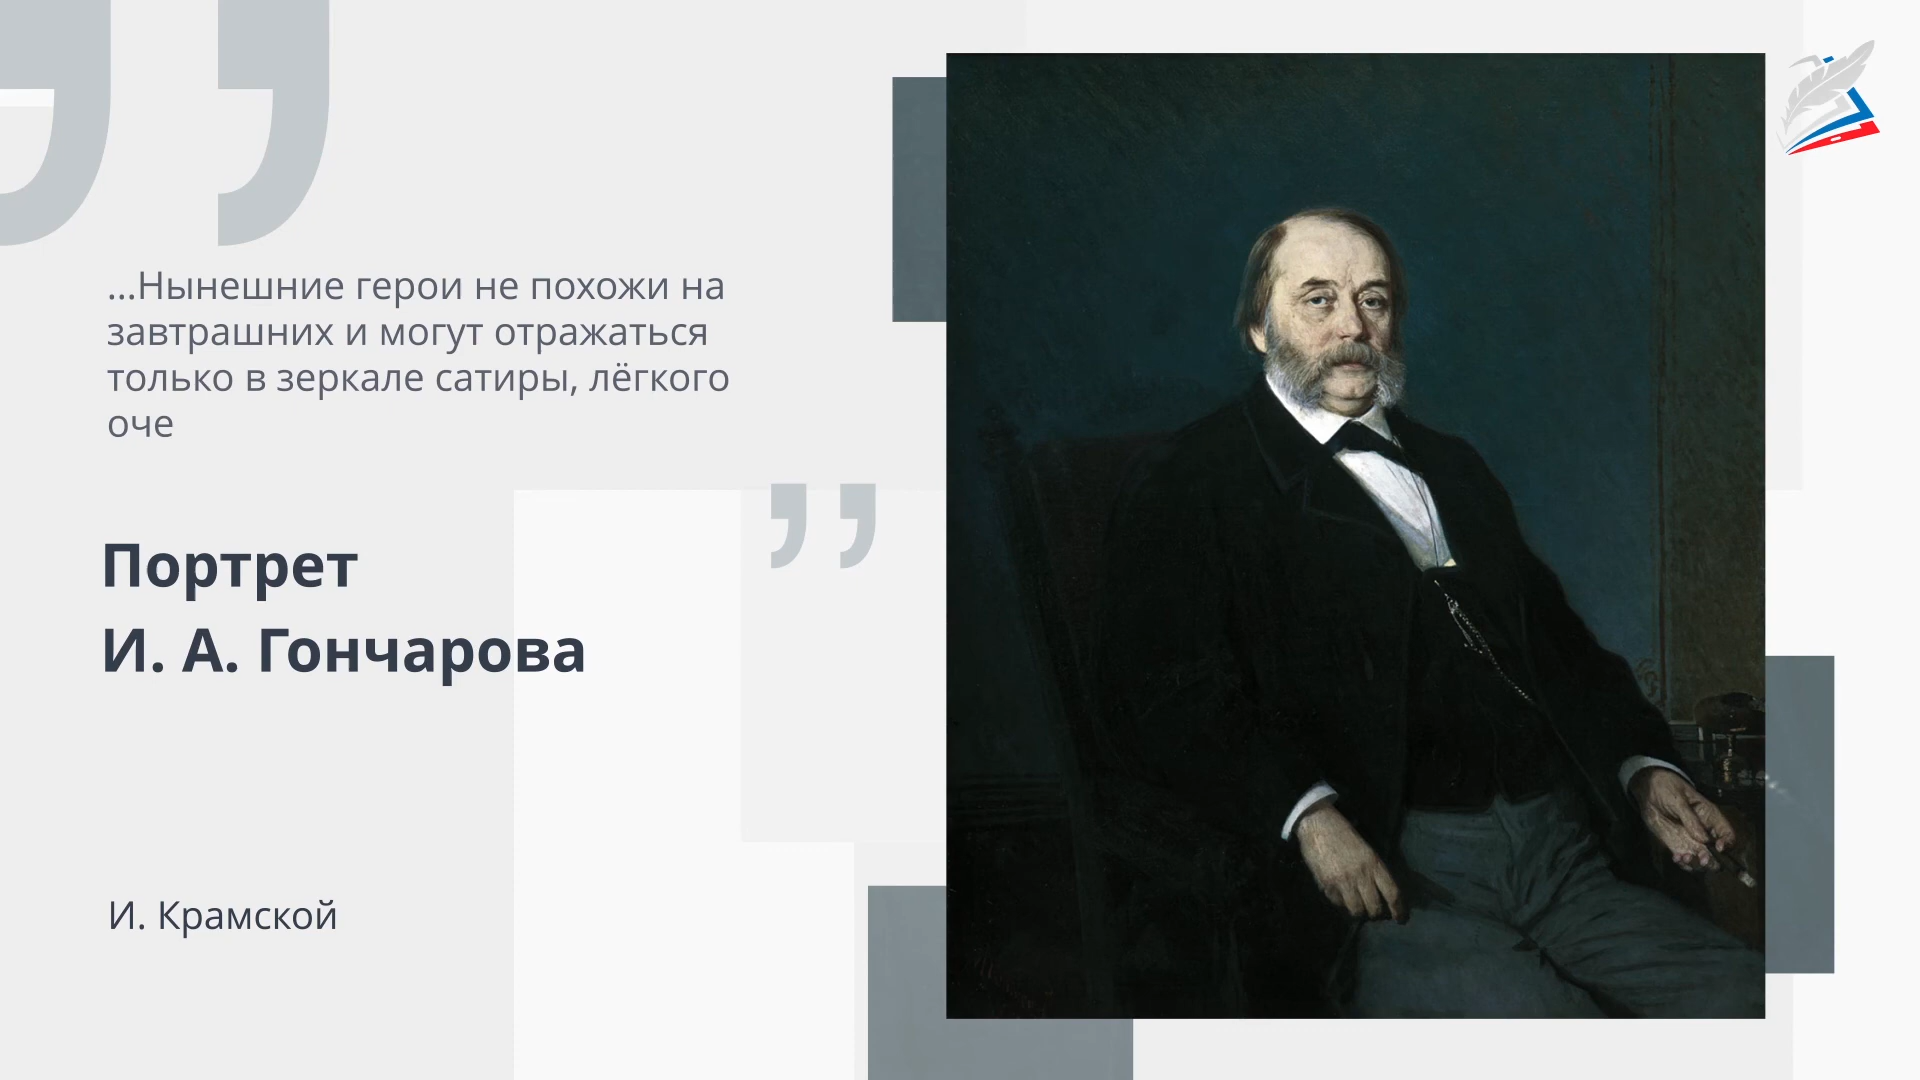 ...Нынешние герои не похожи на
завтрашних и могут отражаться
только в зеркале сатиры, лёгкого
оче
Портрет
И. А. Гончарова
И. Крамской